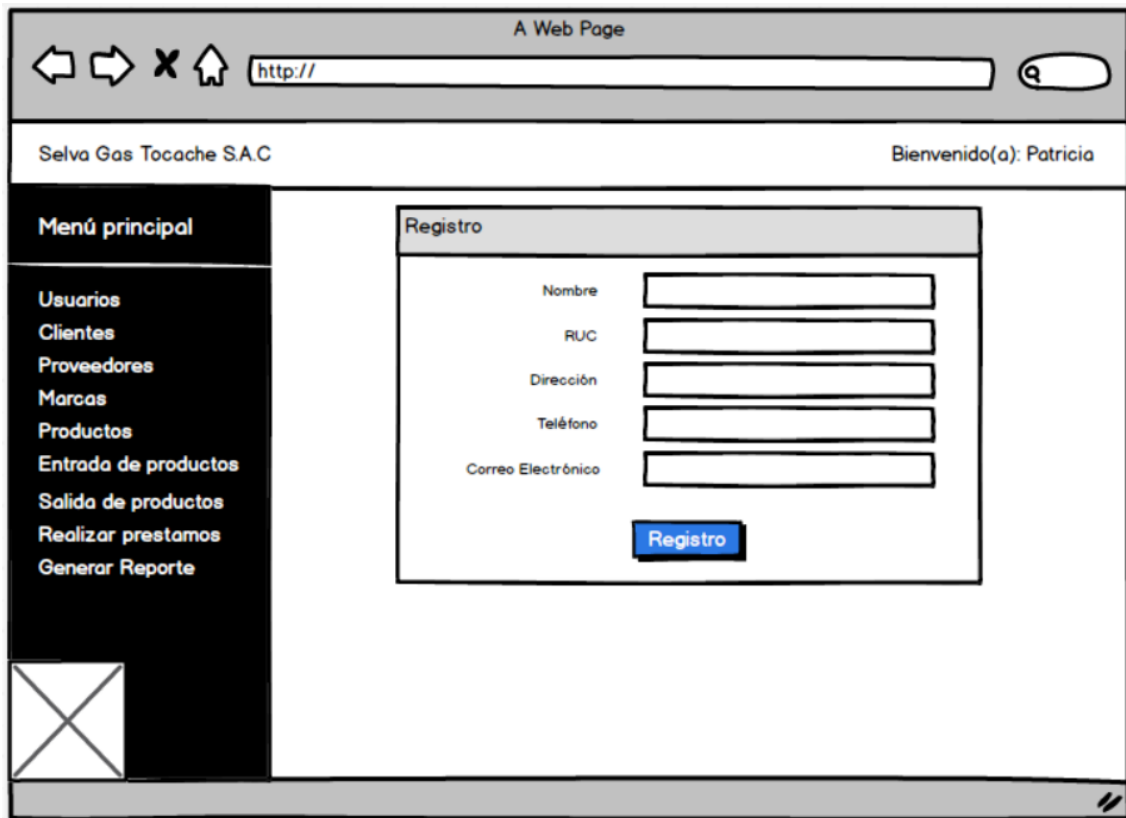 A Web Page
http://
Selva Gas Tocache S.A.C
Bienvenido(a): Patricia
Menú principal
Usuarios
Clientes
Proveedores
Marcas
Productos
Entrada de productos
Salida de productos
Realizar prestamos
Generar Reporte
Registro
Nombre
RUC
Dirección
Teléfono
Correo Electrónico
Registro